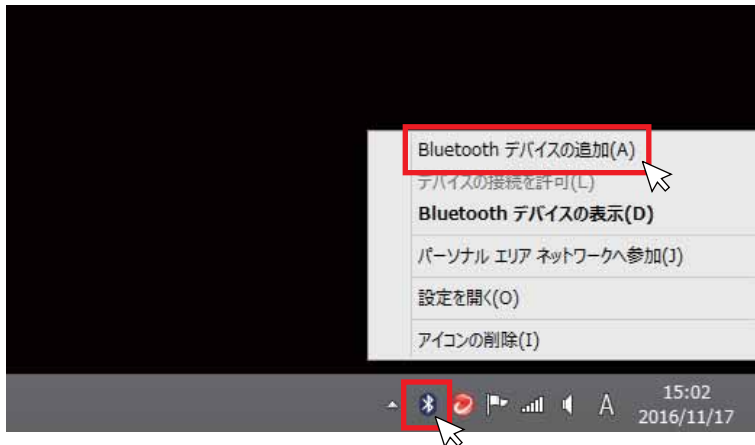 Bluetooth デバイスの追加(A)
デバイスの接続を許可(L)
Bluetooth デバイスの表示(D)
パーソナル エリア ネットワークへ参加(J)
設定を開く(O)
アイコンの削除(I)
A
15:02
2016/11/17